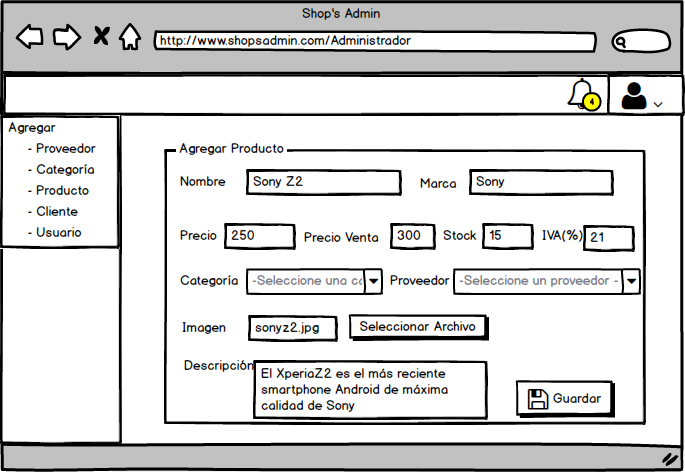 Shop's Admin
http://www.shopsadmin.com/Administrador
4
Agregar
- Proveedor
- Categoría
- Producto
- Cliente
- Usuario
Agregar Producto
Nombre Sony Z2 Marca Sony
Precio 250 Precio Venta 300 Stock 15 IVA(%) 21
Categoría -Seleccione una ca Proveedor -Seleccione un proveedor -
Imagen sonyz2.jpg Seleccionar Archivo
Descripción
El XperiaZ2 es el más reciente
smartphone Android de máxima
calidad de Sony
Guardar